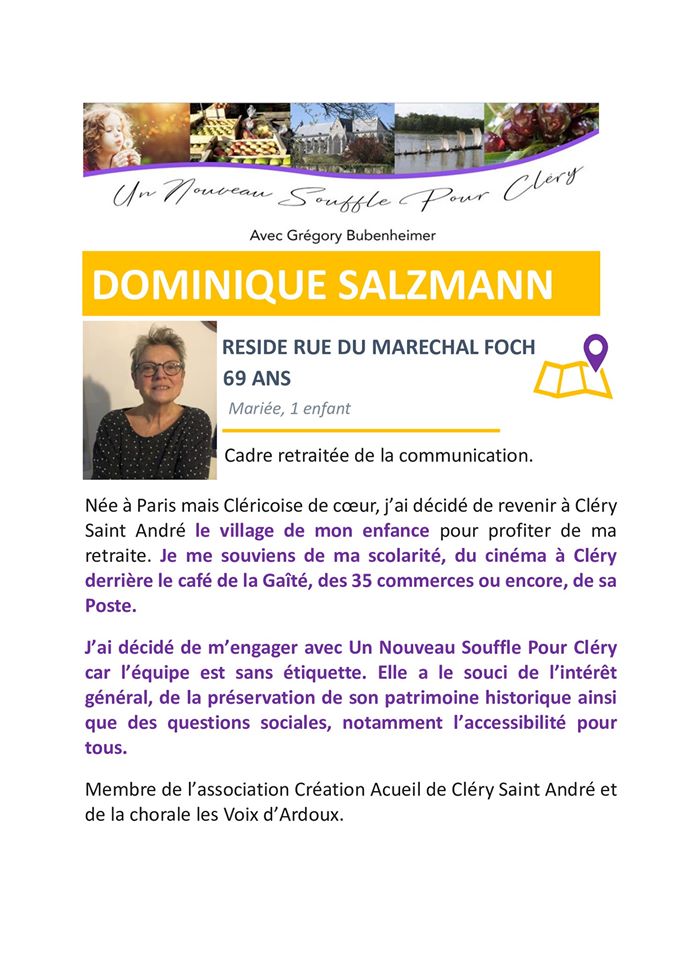 Un Nouveau Souffle Pour Cléry
Avec Grégory Bubenheimer
DOMINIQUE SALZMANN
RESIDE RUE DU MARECHAL FOCH
69 ANS
Mariée, 1 enfant
Cadre retraitée de la communication.
Née à Paris mais Cléricoise de cœur, j’ai décidé de revenir à Cléry
Saint André le village de mon enfance pour profiter de ma
retraite. Je me souviens de ma scolarité, du cinéma à Cléry
derrière le café de la Gaîté, des 35 commerces ou encore, de sa
Poste.
J’ai décidé de m’engager avec Un Nouveau Souffle Pour Cléry
car l’équipe est sans étiquette. Elle a le souci de l’intérêt
général, de la préservation de son patrimoine historique ainsi
que des questions sociales, notamment l’accessibilité pour
tous.
Membre de l’association Création Acueil de Cléry Saint André et
de la chorale les Voix d’Ardoux.